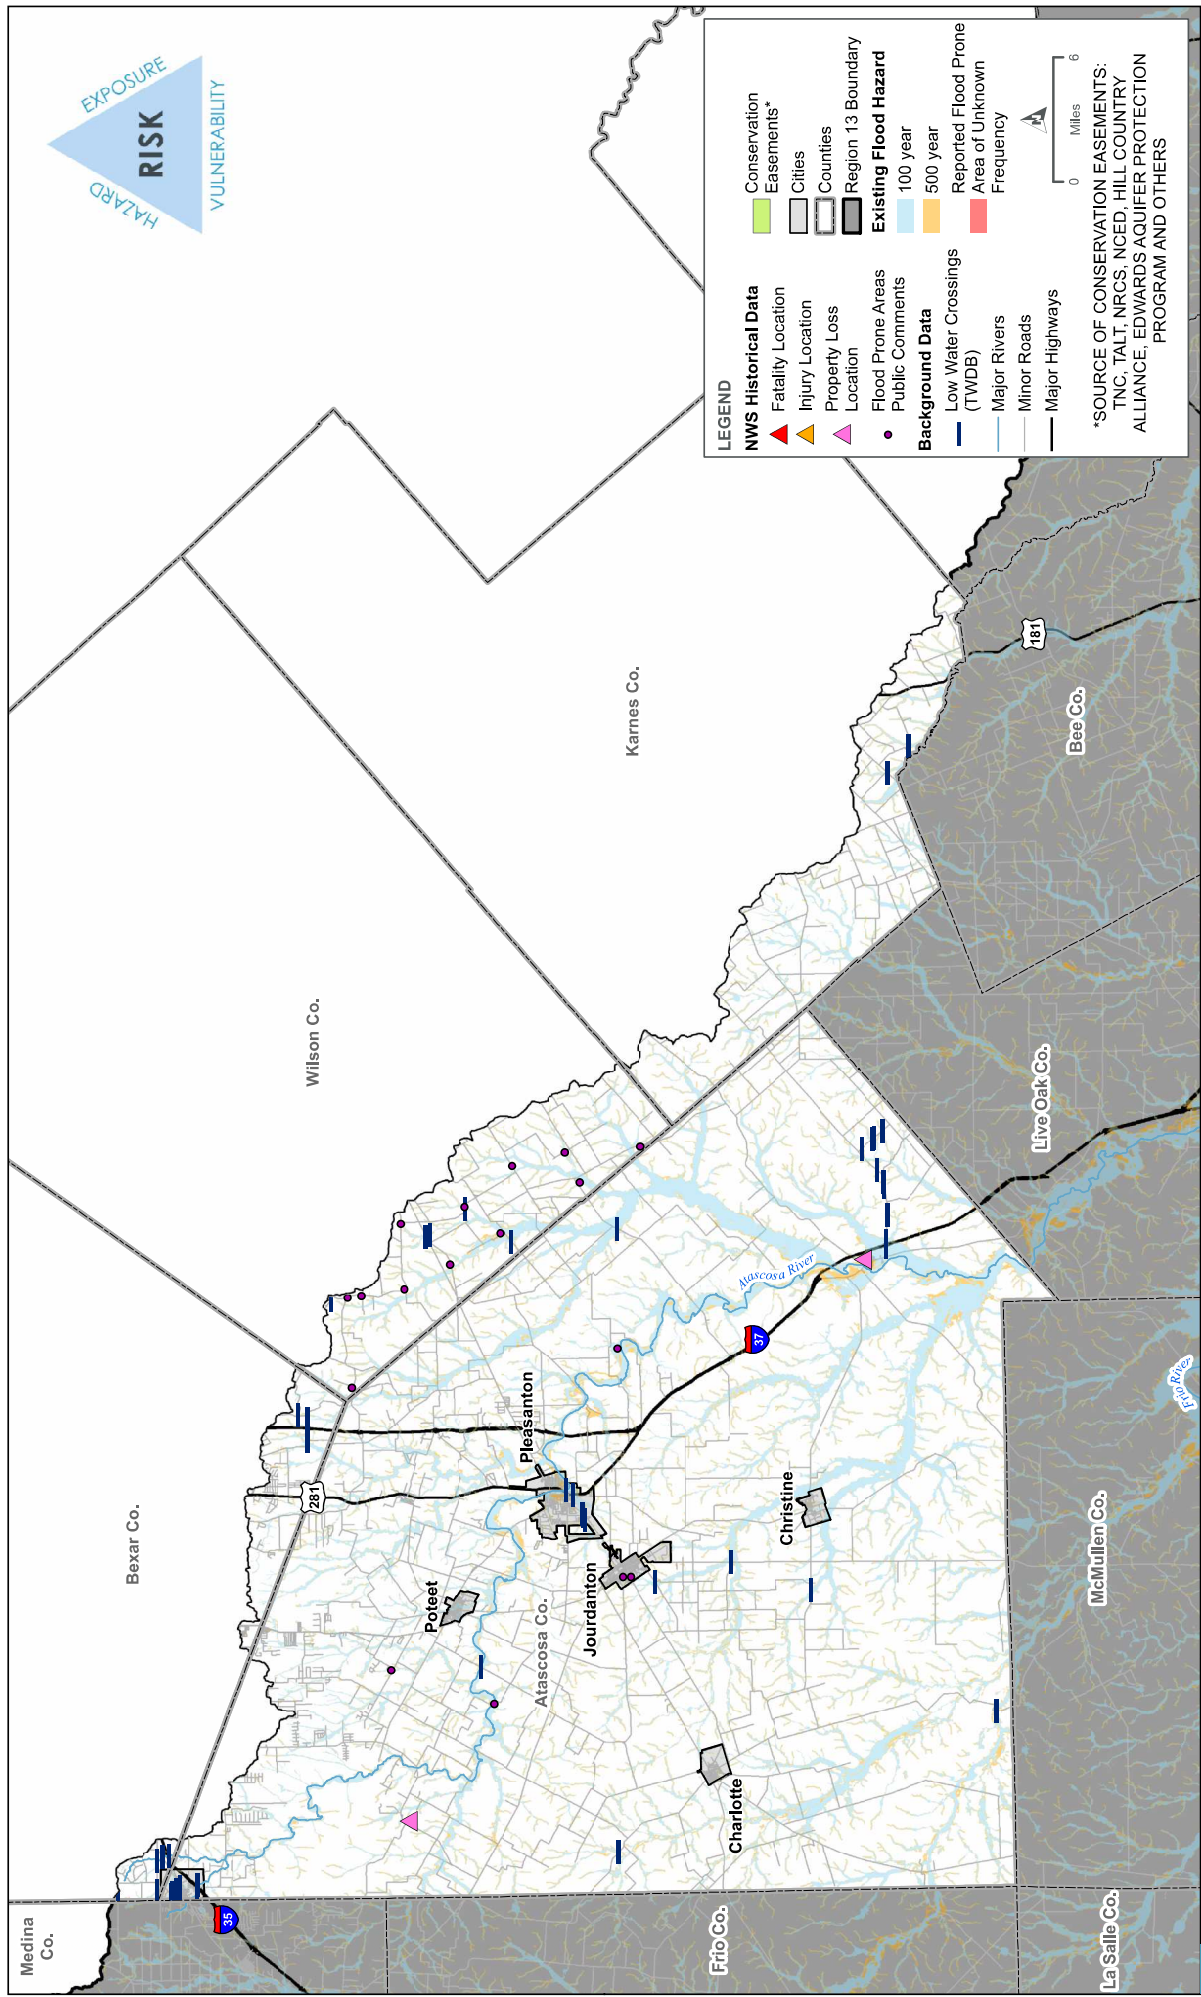 HAZARD
EXPOSURE
RISK
VULNERABILITY
Medina
Co.
Bexar Co.
Wilson Co.
Karnes Co.
Atascosa Co.
Frio Co.
La Salle Co.
McMullen Co.
Live Oak Co.
Bee Co.
Poteet
Pleasanton
Jourdanton
Christine
Charlotte
Atascosa River
Frio River
35
281
37
181
LEGEND
NWS Historical Data
Fatality Location
Injury Location
Property Loss
Location
Flood Prone Areas
Public Comments
Background Data
Low Water Crossings
(TWDB)
Major Rivers
Minor Roads
Major Highways
Conservation
Easements*
Cities
Counties
Region 13 Boundary
Existing Flood Hazard
100 year
500 year
Reported Flood Prone
Area of Unknown
Frequency
N
0
6
Miles
*SOURCE OF CONSERVATION EASEMENTS:
TNC, TALT, NRCS, NCED, HILL COUNTRY
ALLIANCE, EDWARDS AQUIFER PROTECTION
PROGRAM AND OTHERS